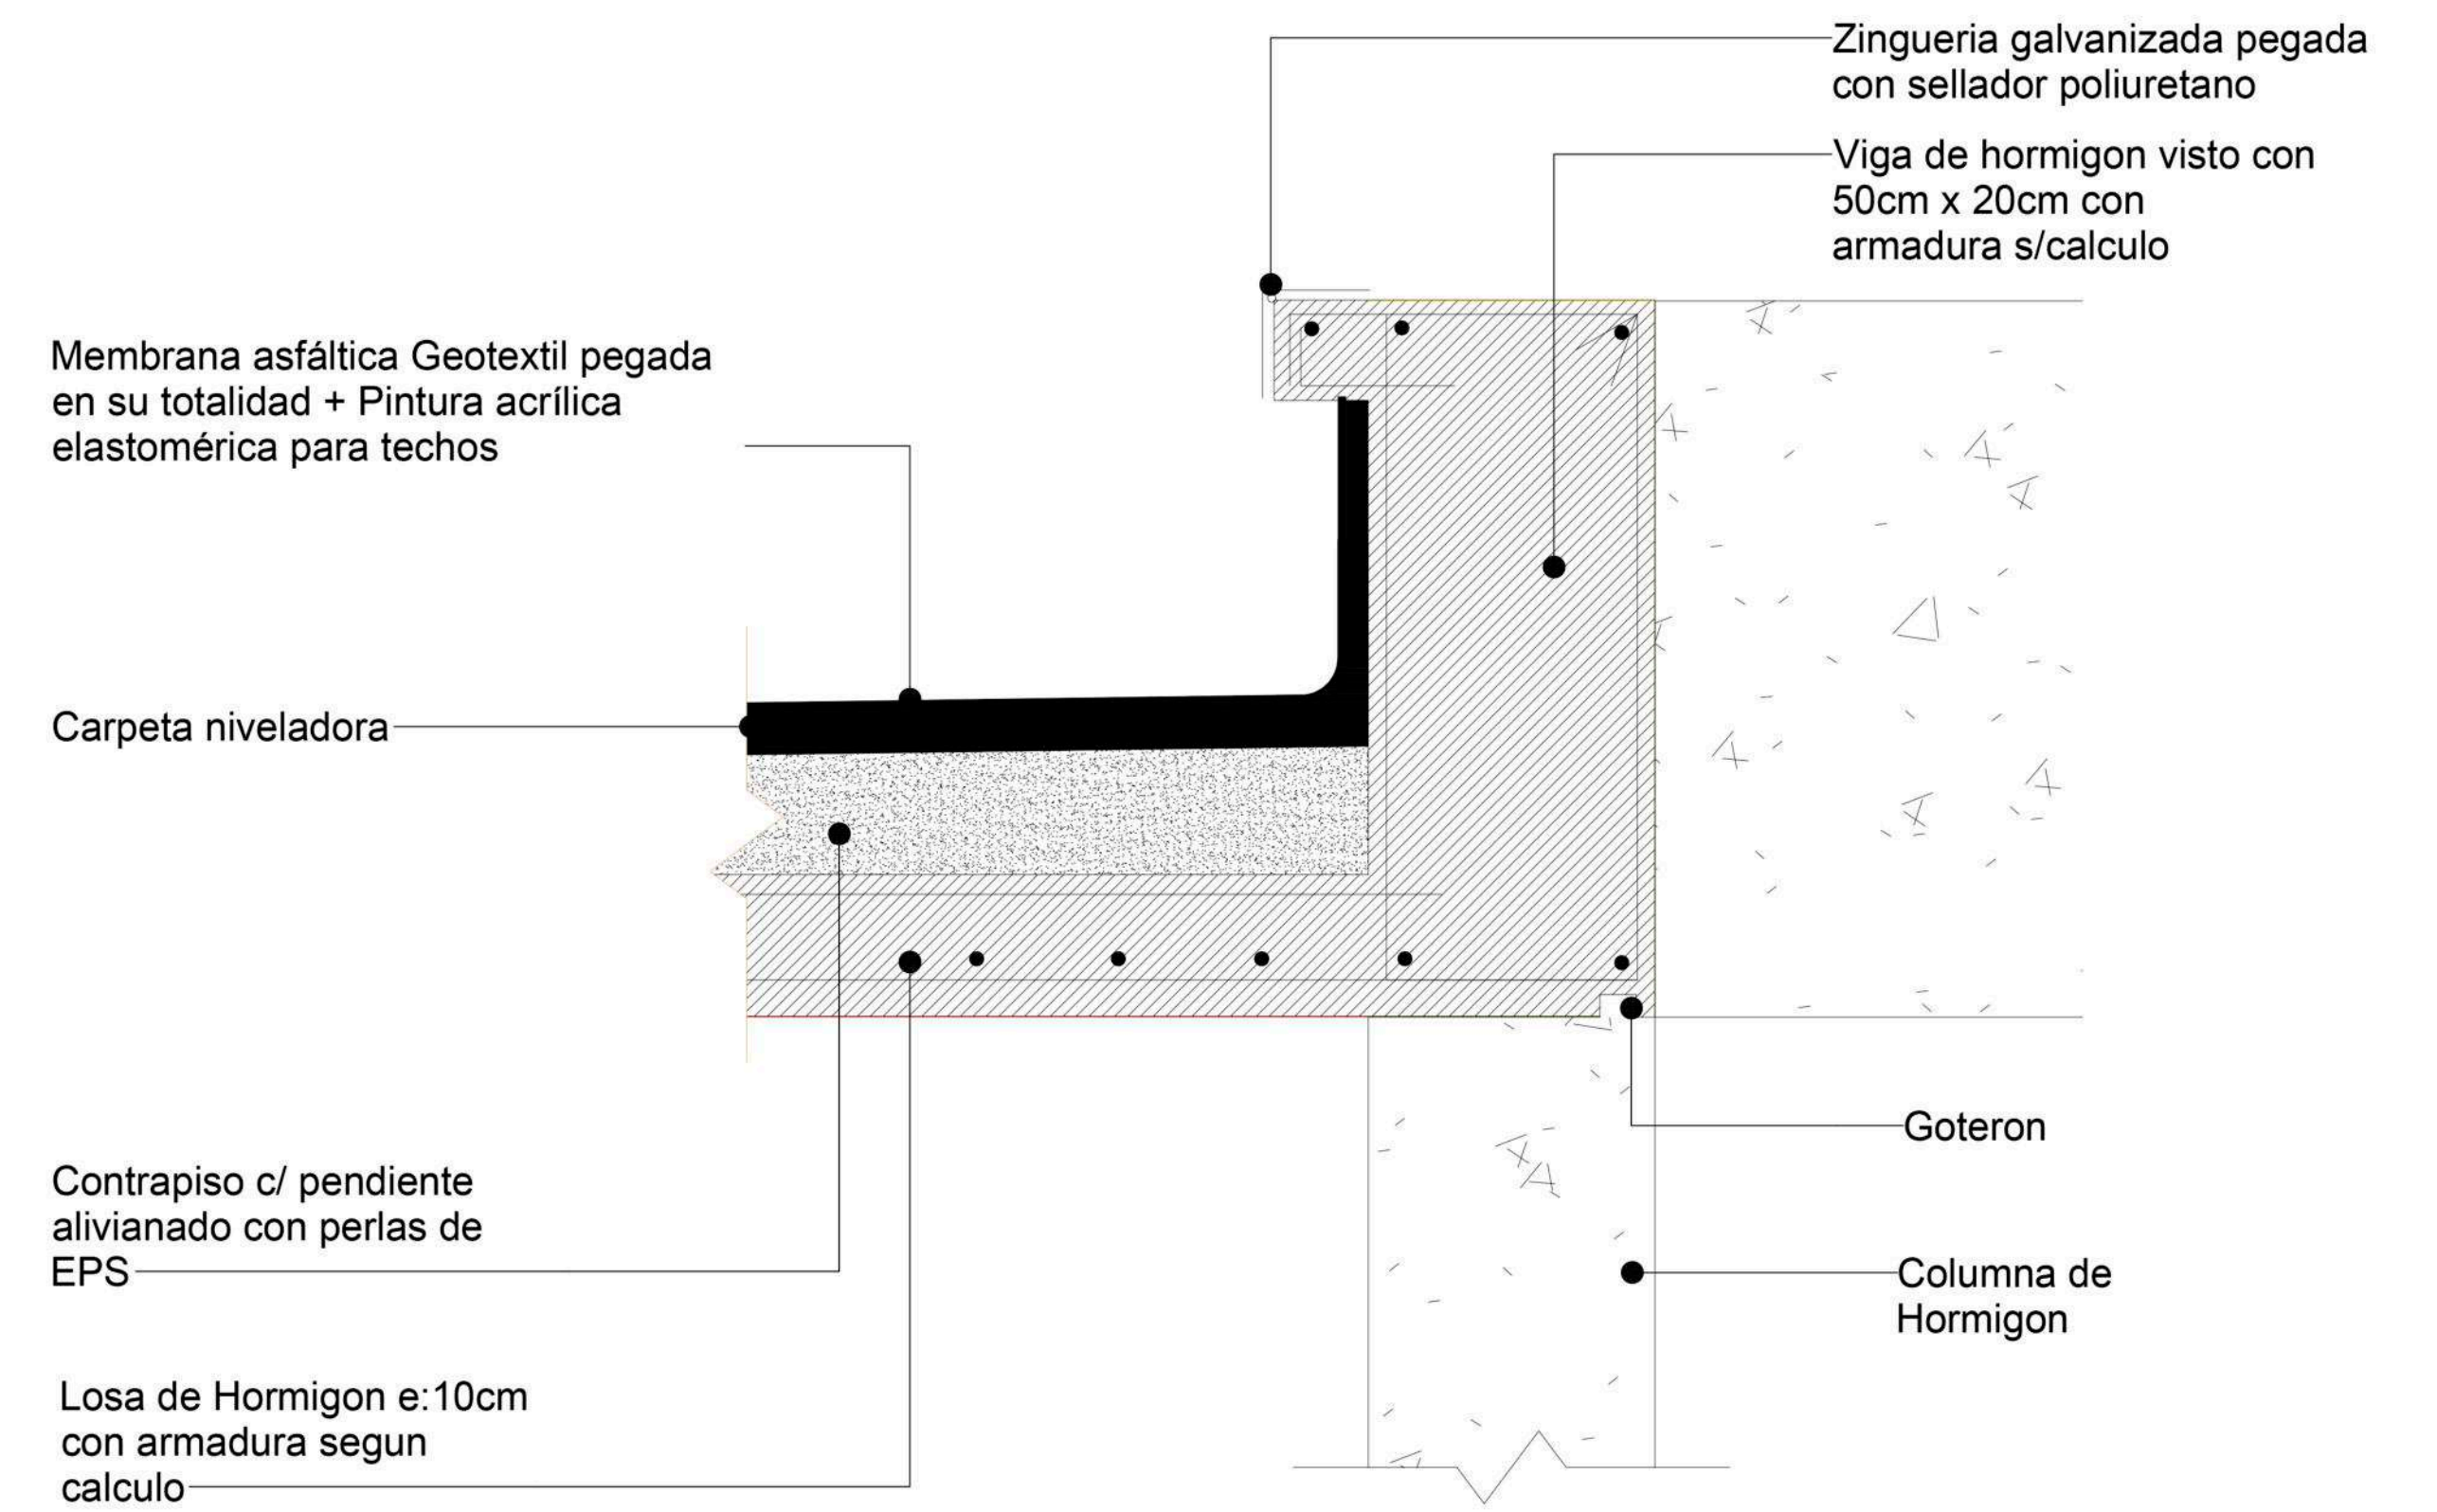 Zingueria galvanizada pegada
con sellador poliuretano
Viga de hormigon visto con
50cm x 20cm con
armadura s/calculo
Membrana asfáltica Geotextil pegada
en su totalidad + Pintura acrílica
elastomérica para techos
Carpeta niveladora
Contrapiso c/ pendiente
alivianado con perlas de
EPS
Losa de Hormigon e:10cm
con armadura segun
calculo
Goteron
Columna de
Hormigon